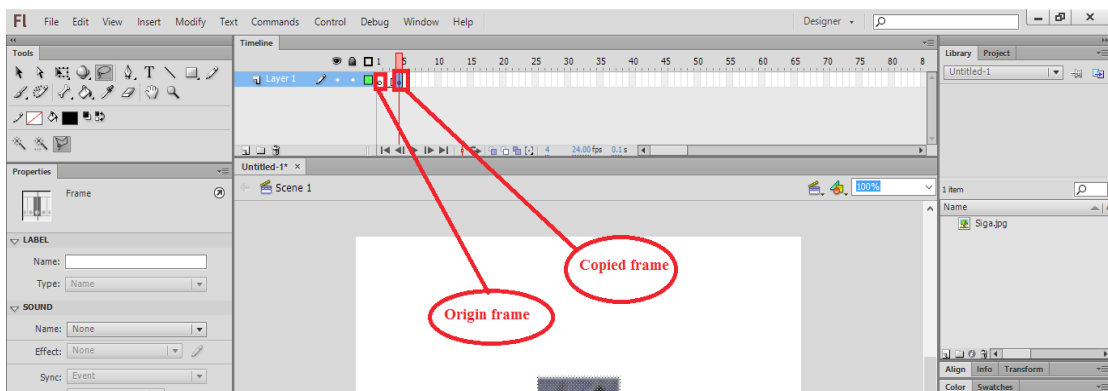 Fl File Edit View Insert Modify Text Commands Control Debug Window Help Designer
Tools
Timeline
1 5 10 15 20 25 30 35 40 45 50 55 60 65 70 75 80 8
Layer 1
4 24.00 fps 0.1 s
Library Project
Untitled-1
Properties
Frame
LABEL
Name:
Type: Name
SOUND
Name: None
Effect: None
Sync: Event
Untitled-1* ×
Scene 1
100%
Copied frame
Origin frame
1 item
Name
Siga.jpg
Align Info Transform
Color Swatches